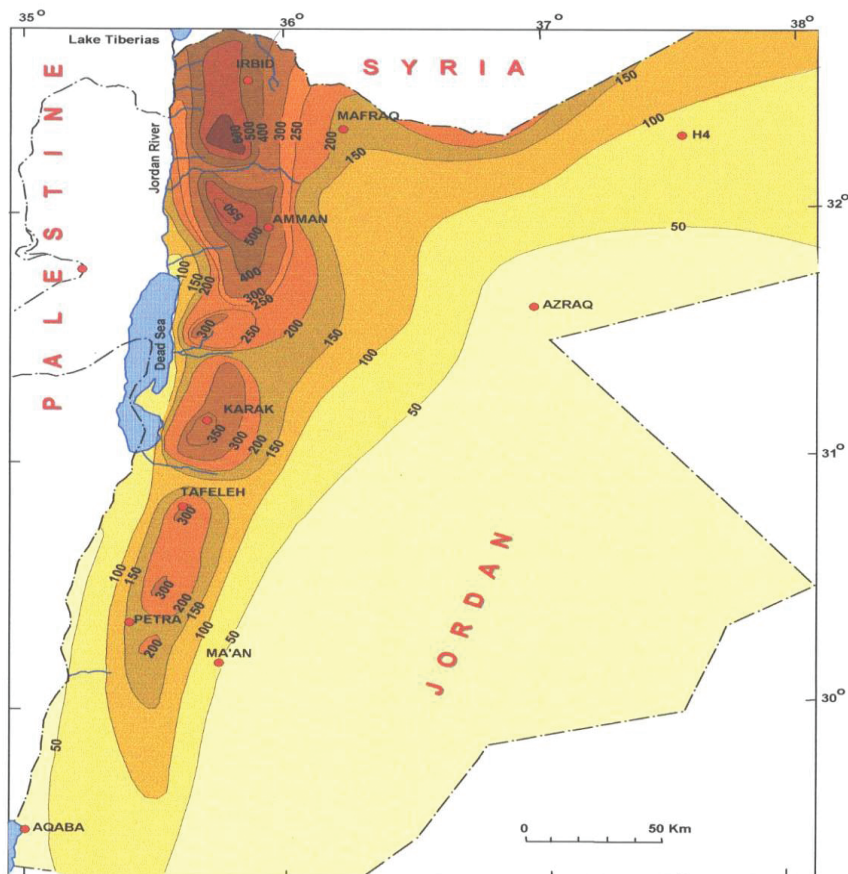 35°
36°
37°
38°
Lake Tiberias
SYRIA
PALESTINE
IRBID
150
MAFRAQ
100
H4
600
500
400
300
250
200
150
Jordan River
32°
550
AMMAN
500
50
100
150
200
400
300
250
AZRAQ
300
250
200
150
Dead Sea
100
50
KARAK
350
300
200
150
31°
TAFELEH
300
JORDAN
100
150
300
200
150
PETRA
100
50
200
MA'AN
30°
50
AQABA
0 50 Km